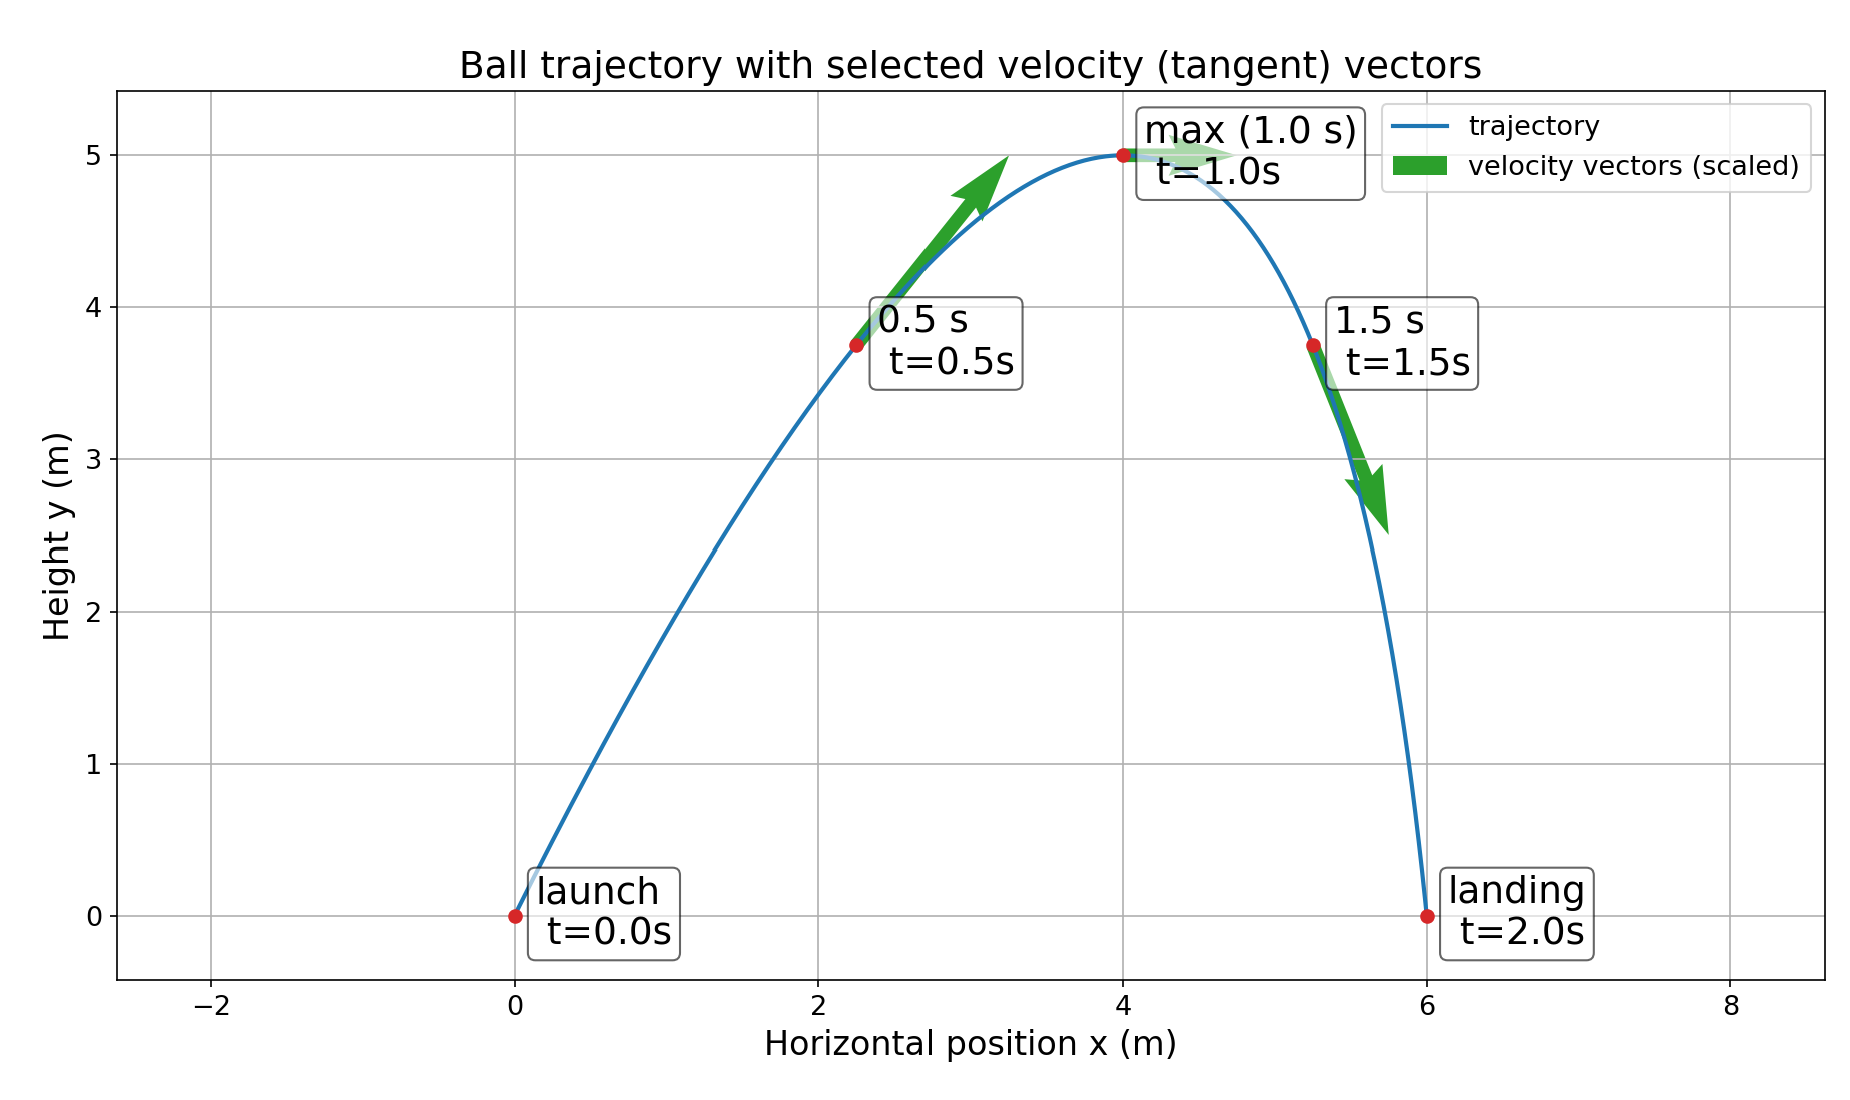 Ball trajectory with selected velocity (tangent) vectors
trajectory
velocity vectors (scaled)
max (1.0 s)
t=1.0s
0.5 s
t=0.5s
1.5 s
t=1.5s
launch
t=0.0s
landing
t=2.0s
5
4
3
2
1
0
Height y (m)
−2
0
2
4
6
8
Horizontal position x (m)